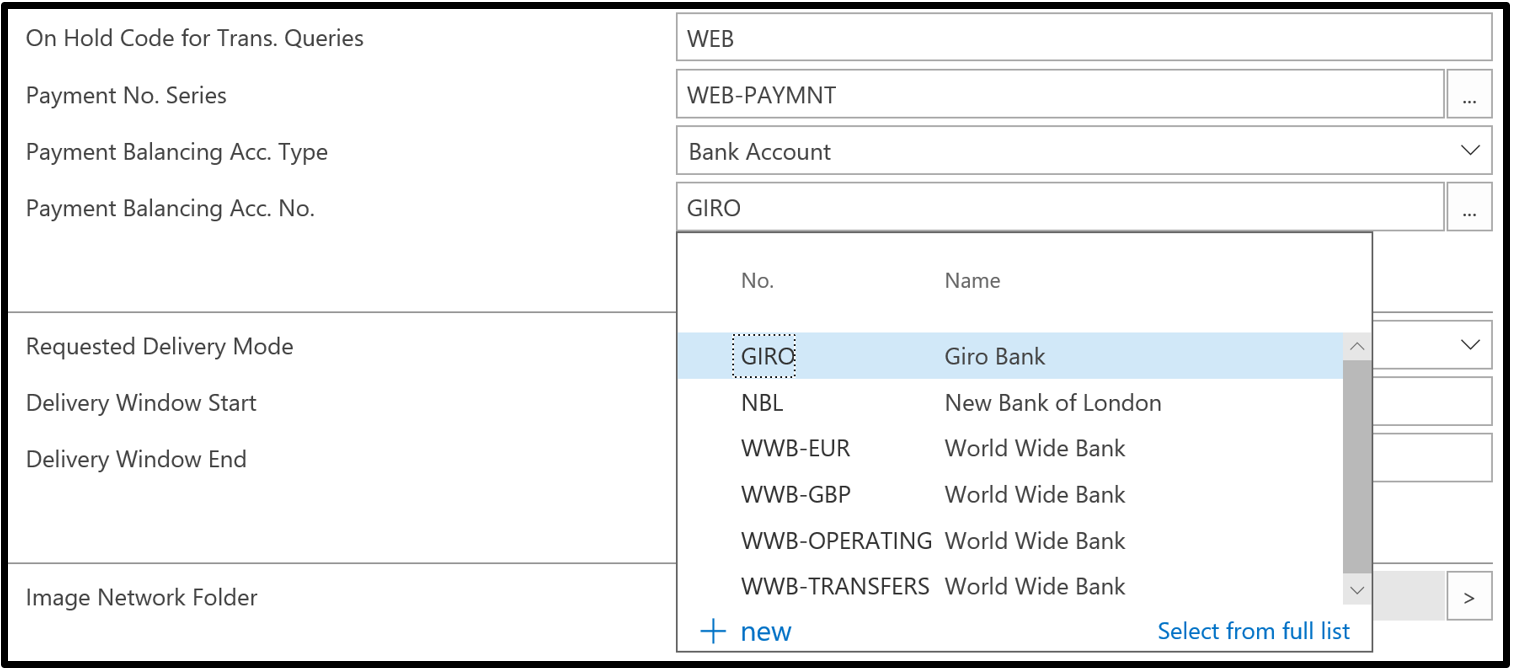 On Hold Code for Trans. Queries WEB
Payment No. Series WEB-PAYMNT ...
Payment Balancing Acc. Type Bank Account
Payment Balancing Acc. No. GIRO ...
No. Name
Requested Delivery Mode GIRO Giro Bank
Delivery Window Start NBL New Bank of London
WWB-EUR World Wide Bank
Delivery Window End
WWB-GBP World Wide Bank
WWB-OPERATING World Wide Bank
WWB-TRANSFERS World Wide Bank
Image Network Folder >
+ new Select from full list